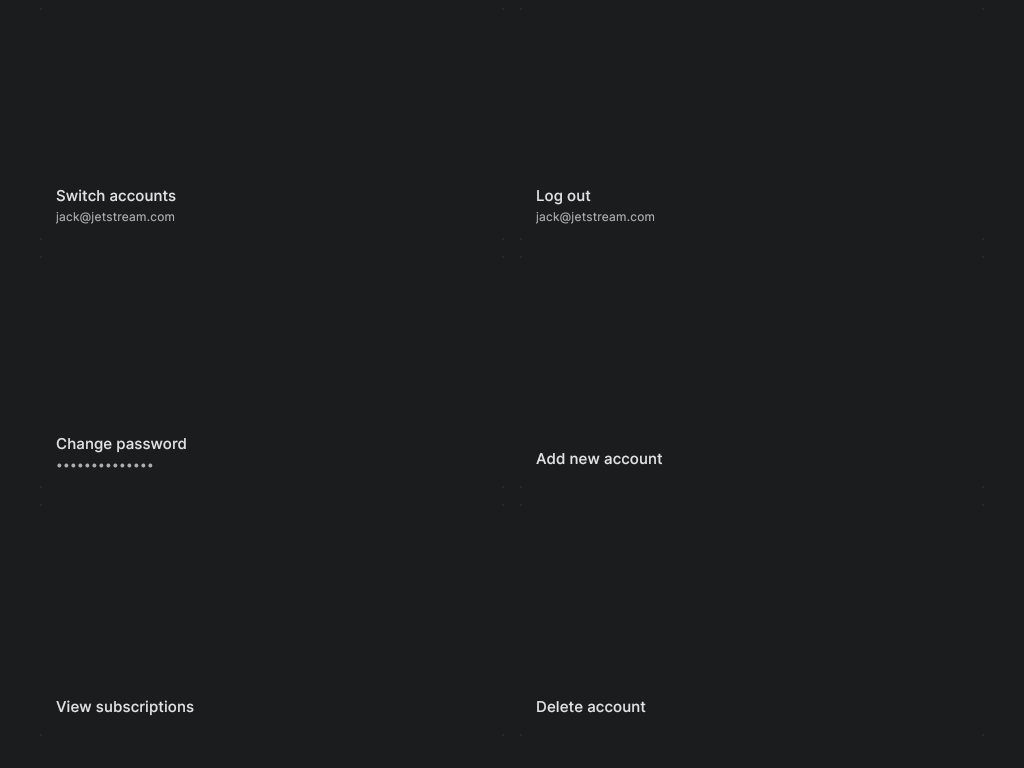 Switch accounts
jack@jetstream.com
Log out
jack@jetstream.com
Change password
••••••••••••••
Add new account
View subscriptions
Delete account